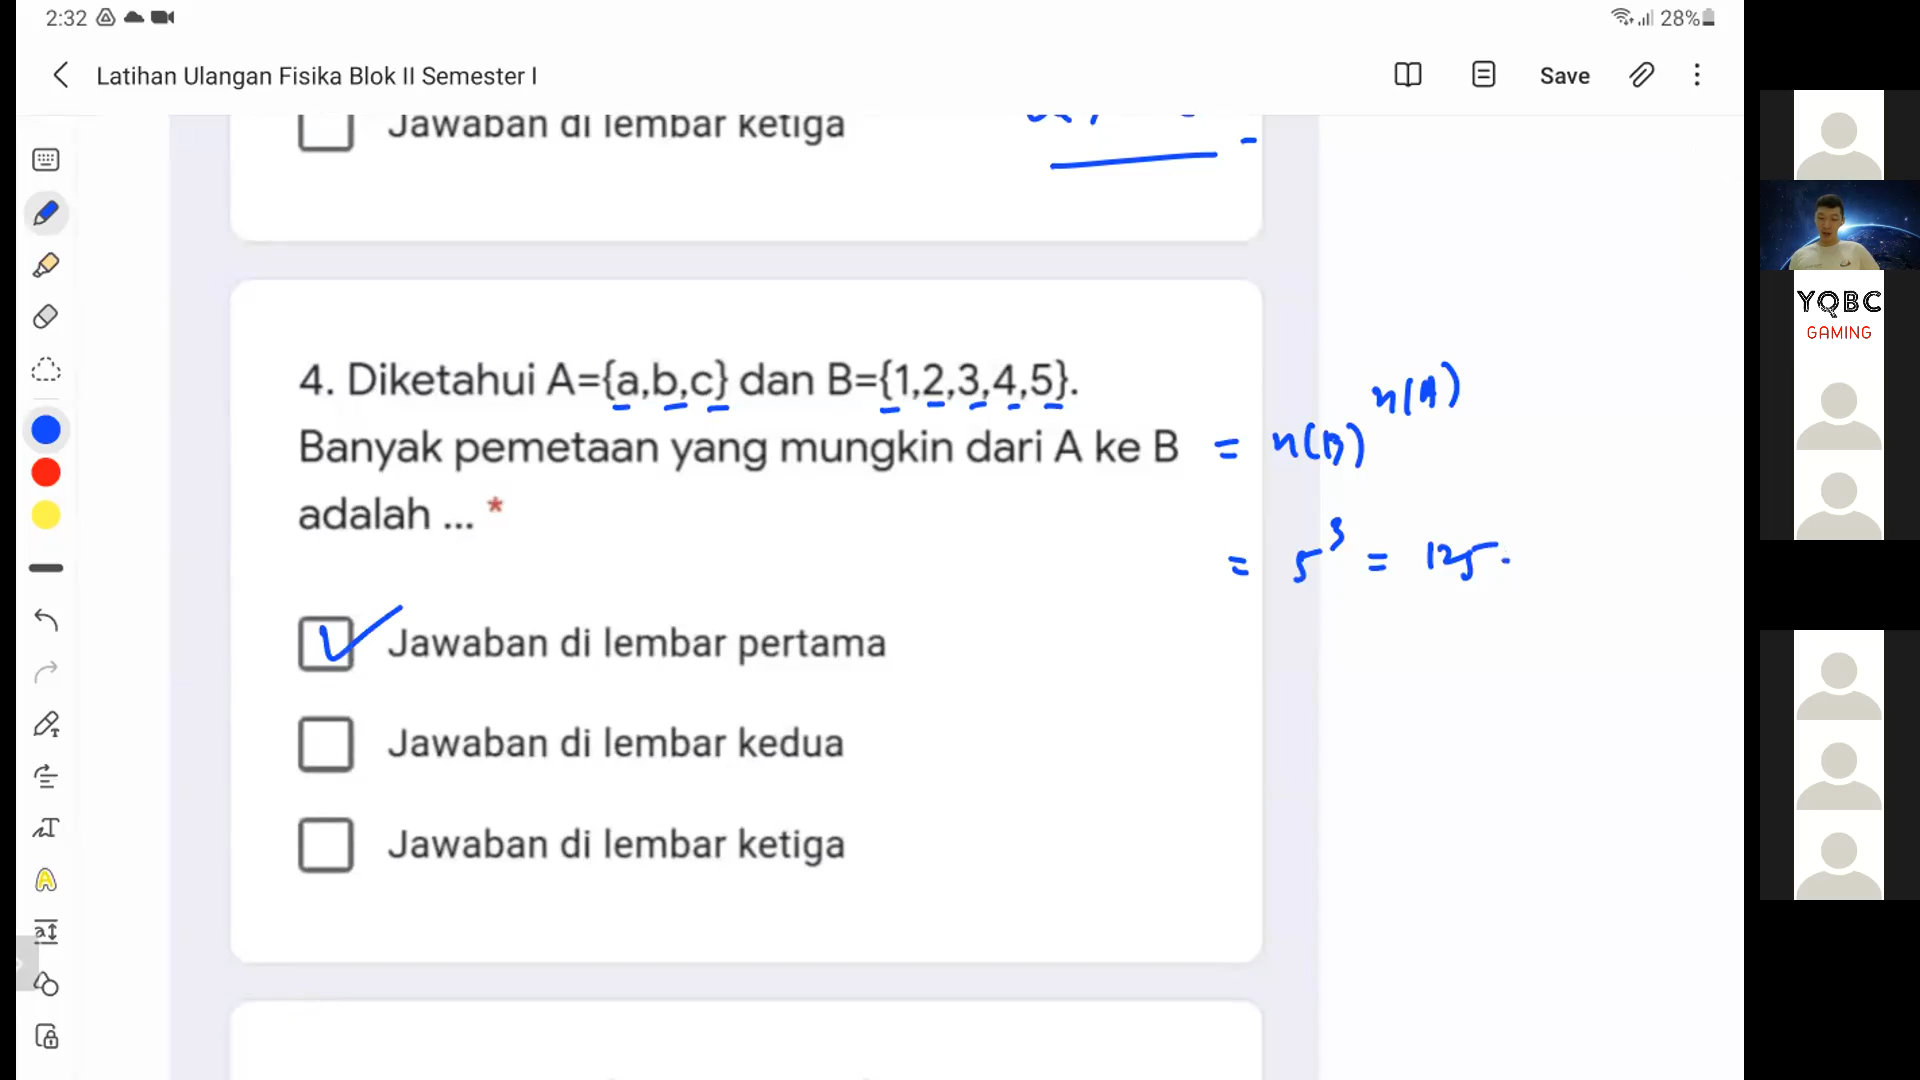 2:32
28%
Latihan Ulangan Fisika Blok II Semester I
Save
Jawaban di lembar ketiga
4. Diketahui A={a,b,c} dan B={1,2,3,4,5}.
Banyak pemetaan yang mungkin dari A ke B
adalah ... *
= n(B)^n(A)
= 5³ = 125.
Jawaban di lembar pertama
Jawaban di lembar kedua
Jawaban di lembar ketiga
YQBC
GAMING